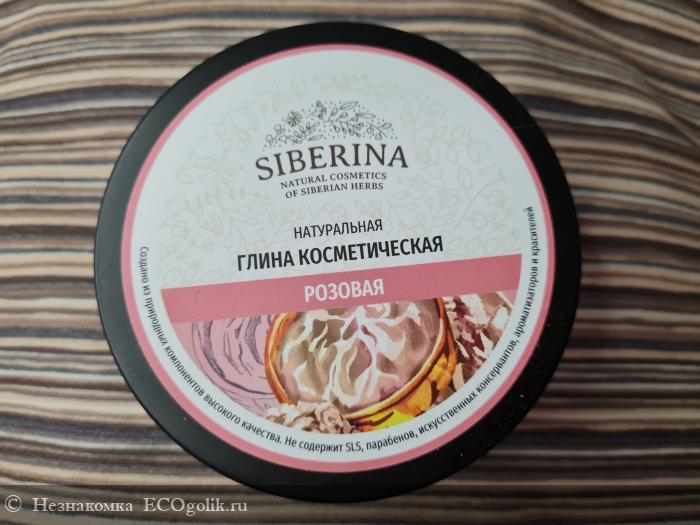 SIBERINA
NATURAL COSMETICS
OF SIBERIAN HERBS
НАТУРАЛЬНАЯ
ГЛИНА КОСМЕТИЧЕСКАЯ
РОЗОВАЯ
Создано из природных компонентов высокого качества. Не содержит SLS, парабенов, искусственных консервантов, ароматизаторов и красителей
© Незнакомка ECOgolik.ru